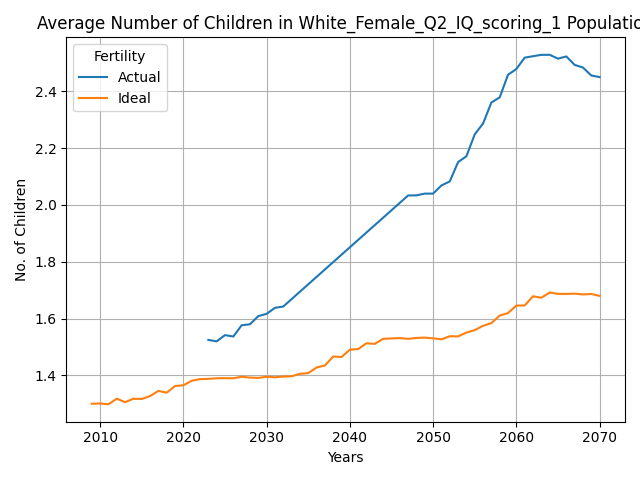 Average Number of Children in White_Female_Q2_IQ_scoring_1 Populatio
Fertility
Actual
Ideal
No. of Children
2.4
2.2
2.0
1.8
1.6
1.4
2010 2020 2030 2040 2050 2060 2070
Years